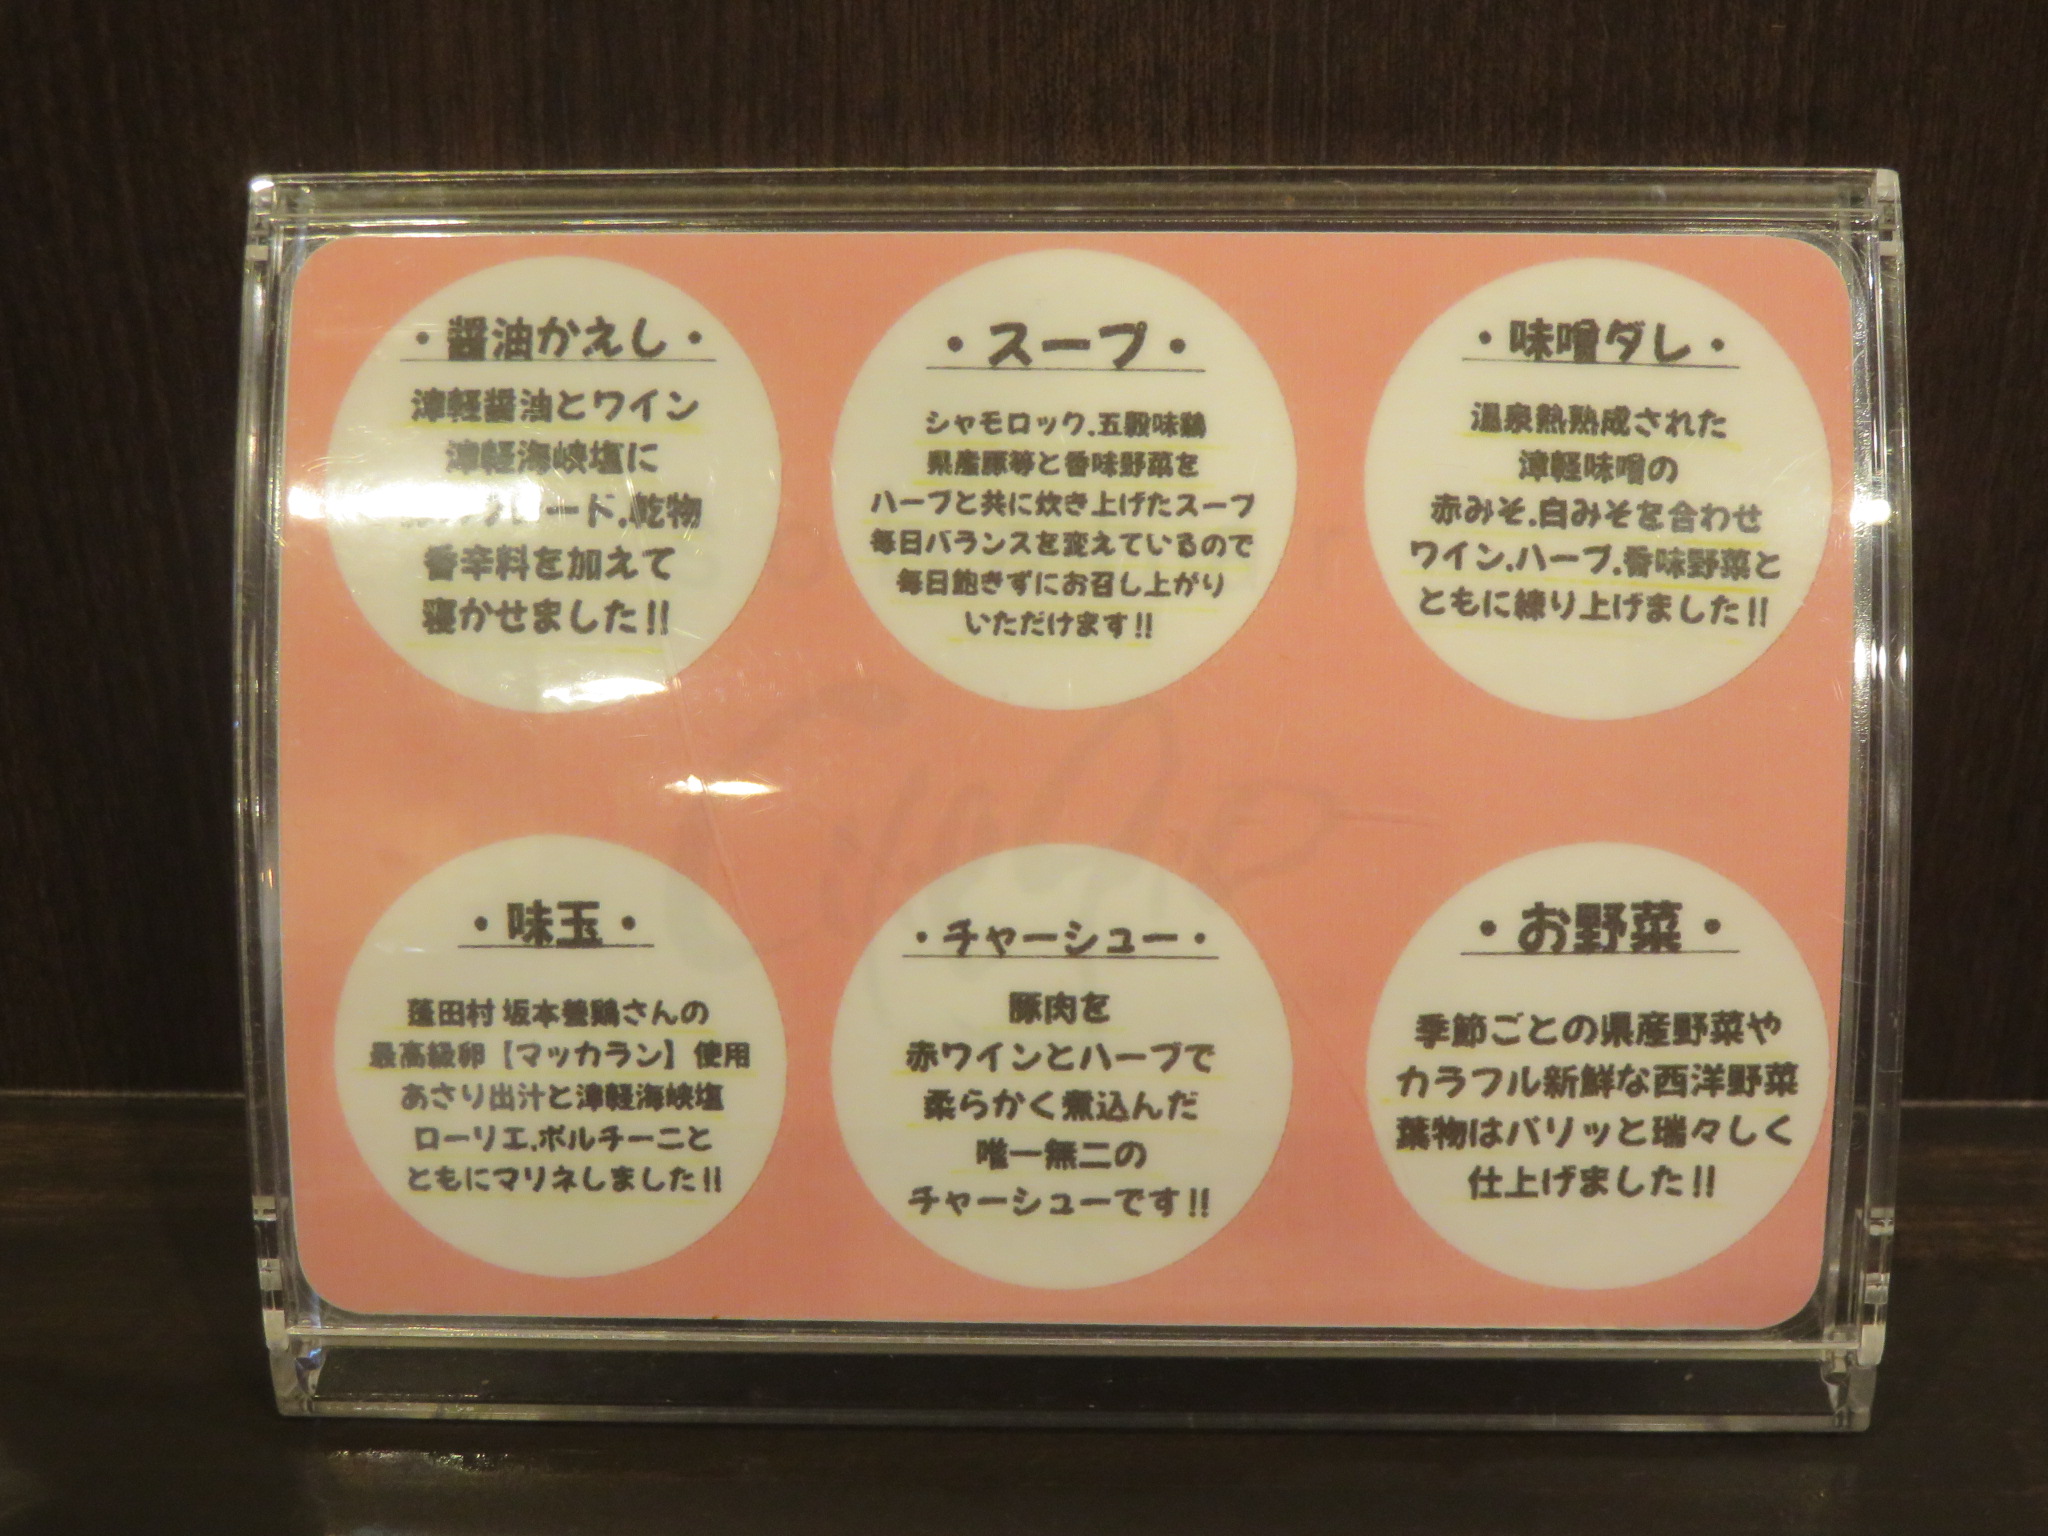 ・醤油かえし・
津軽醤油とワイン
津軽海峡塩に
ード.乾物
香辛料を加えて
寝かせました!!
・スープ・
シャモロック.五穀味鶏
県産豚等と香味野菜を
ハーブと共に炊き上げたスープ
毎日バランスを変えているので
毎日飽きずにお召し上がり
いただけます!!
・味噌ダレ・
温泉熱熟成された
津軽味噌の
赤みそ.白みそを合わせ
ワイン.ハーブ.香味野菜と
ともに練り上げました!!
・味玉・
蓬田村 坂本養鶏さんの
最高級卵【マッカラン】使用
あさり出汁と津軽海峡塩
ローリエ.ポルチーニと
ともにマリネしました!!
・チャーシュー・
豚肉を
赤ワインとハーブで
柔らかく煮込んだ
唯一無二の
チャーシューです!!
・お野菜・
季節ごとの県産野菜や
カラフル新鮮な西洋野菜
葉物はバリッと瑞々しく
仕上げました!!